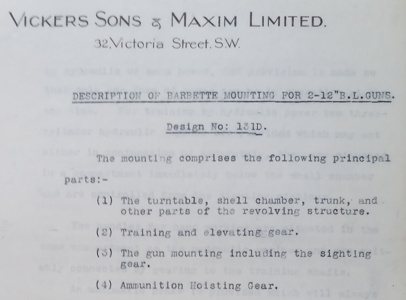 VICKERS SONS & MAXIM LIMITED.
32, Victoria Street, S.W.
DESCRIPTION OF BARBETTE MOUNTING FOR 2-12"B.L.GUNS.
Design No: 131D.
The mounting comprises the following principal
parts:-
(1) The turntable, shell chamber, trunk, and
other parts of the revolving structure.
(2) Training and elevating gear.
(3) The gun mounting including the sighting
gear.
(4) Ammunition Hoisting Gear.